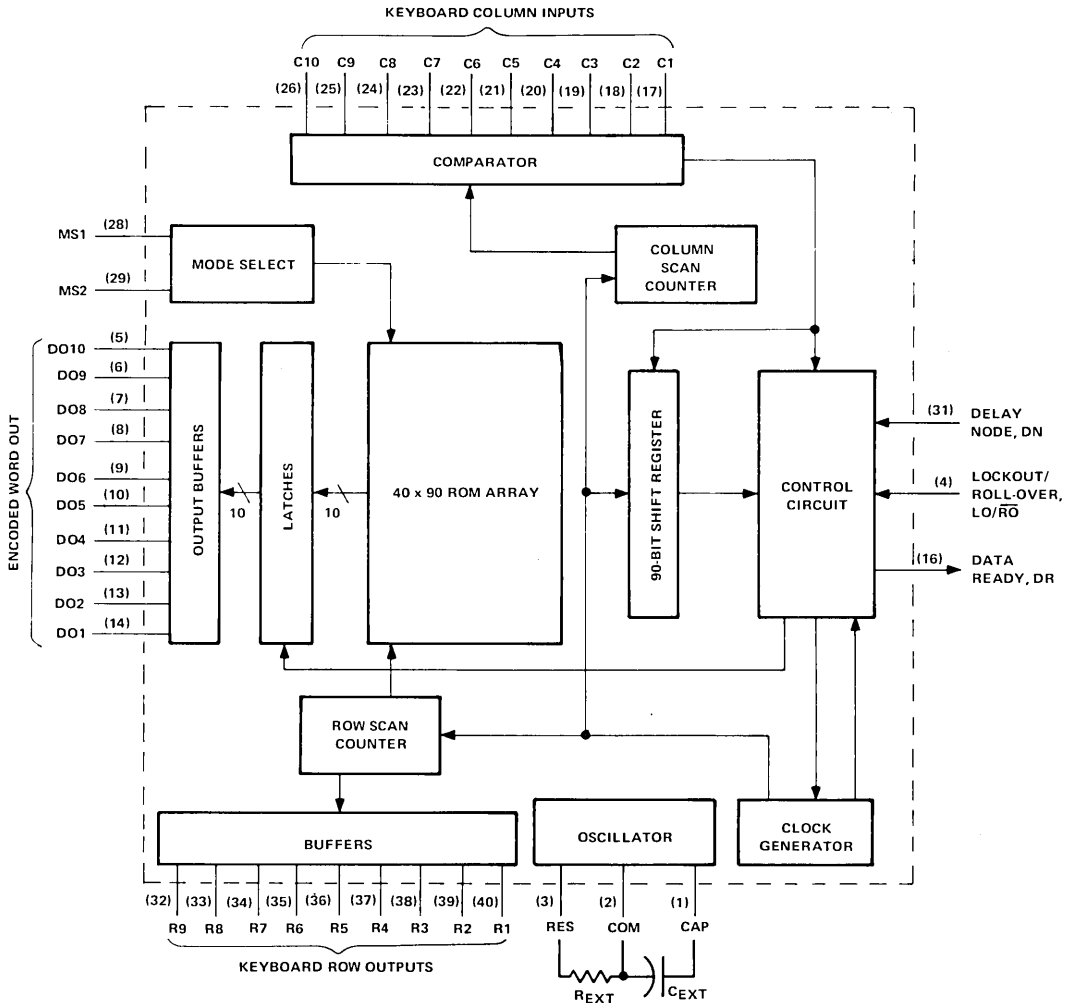 KEYBOARD COLUMN INPUTS
C10 C9 C8 C7 C6 C5 C4 C3 C2 C1
(26) (25) (24) (23) (22) (21) (20) (19) (18) (17)
COMPARATOR
MS1 (28)
MS2 (29)
MODE SELECT
COLUMN
SCAN
COUNTER
ENCODED WORD OUT
DO10 (5)
DO9 (6)
DO8 (7)
DO7 (8)
DO6 (9)
DO5 (10)
DO4 (11)
DO3 (12)
DO2 (13)
DO1 (14)
OUTPUT BUFFERS
10
LATCHES
10
40 x 90 ROM ARRAY
90-BIT SHIFT REGISTER
CONTROL
CIRCUIT
(31) DELAY
NODE, DN
(4) LOCKOUT/
ROLL-OVER,
LO/R̅O̅
(16) DATA
READY, DR
ROW SCAN
COUNTER
BUFFERS
OSCILLATOR
CLOCK
GENERATOR
(32) (33) (34) (35) (36) (37) (38) (39) (40)
R9 R8 R7 R6 R5 R4 R3 R2 R1
KEYBOARD ROW OUTPUTS
(3) (2) (1)
RES COM CAP
REXT CEXT